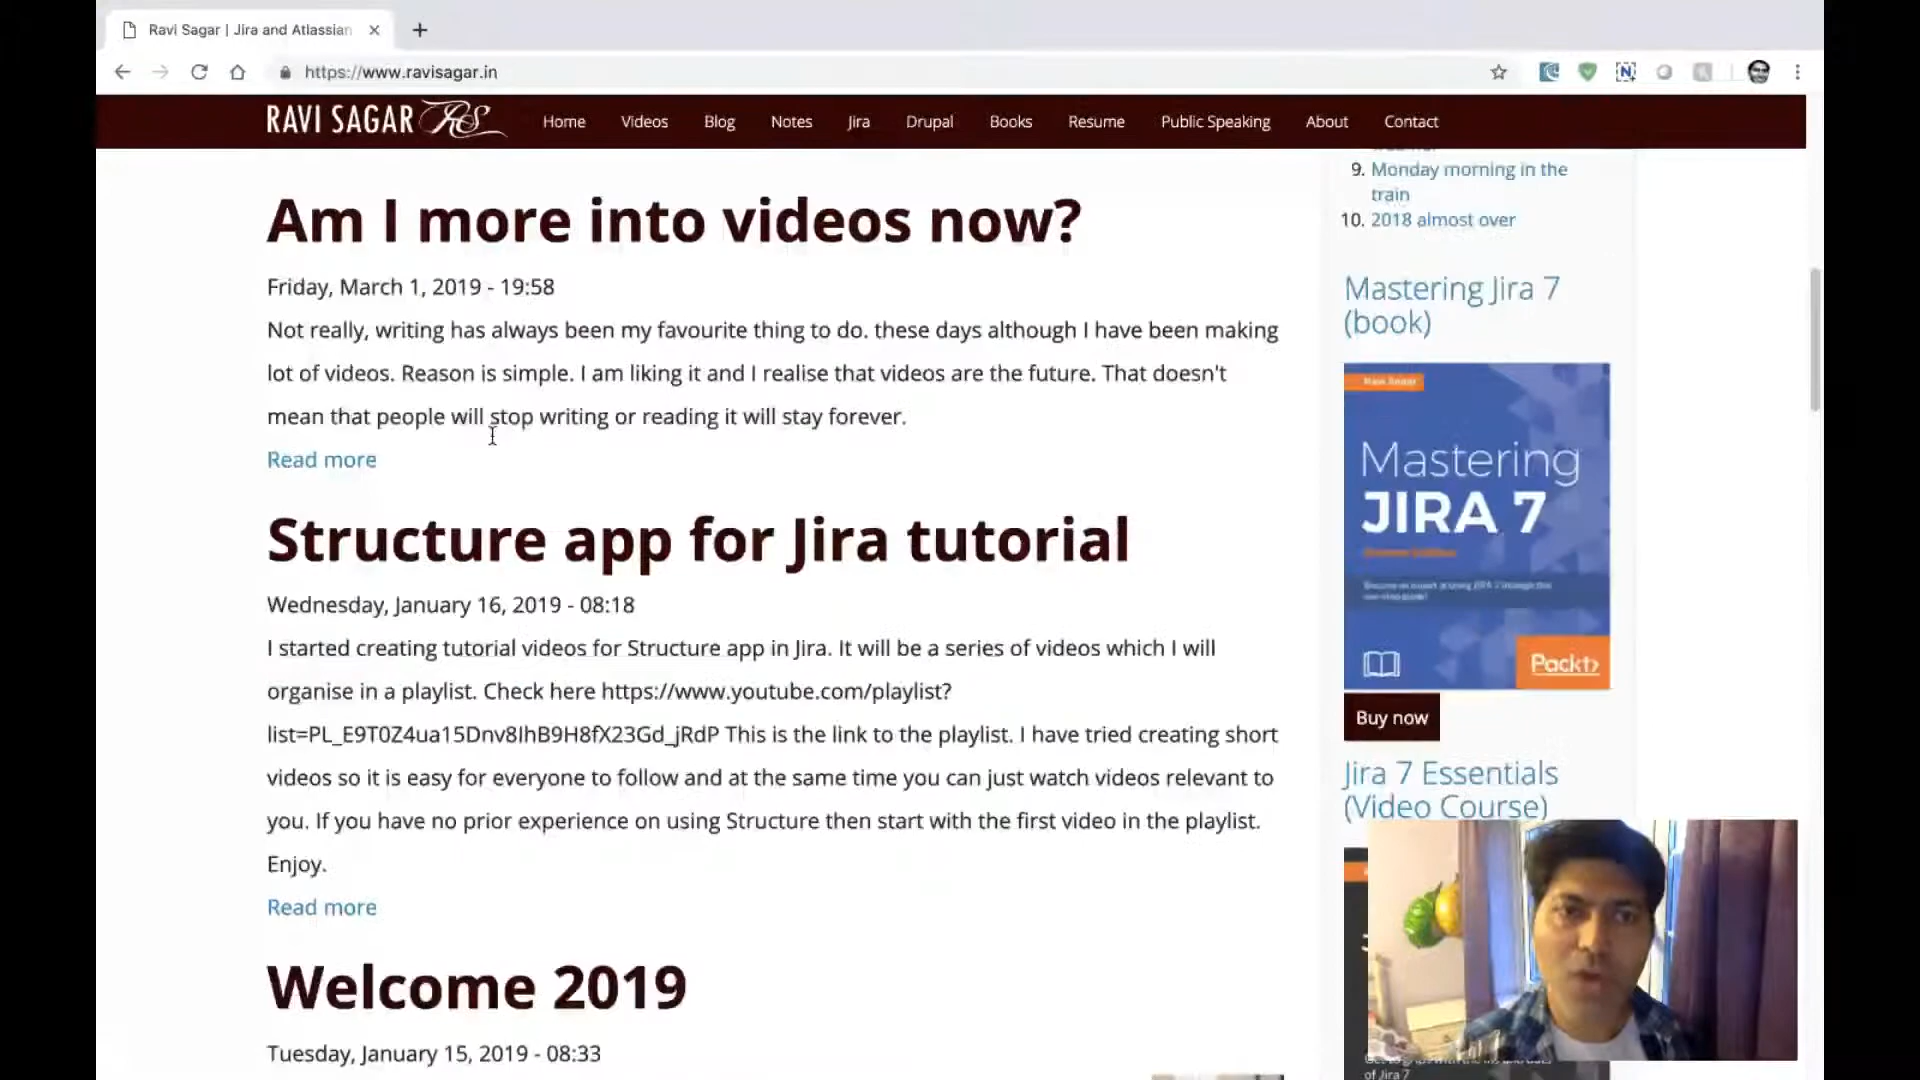 Ravi Sagar | Jira and Atlassian
https://www.ravisagar.in
RAVI SAGAR RS
Home Videos Blog Notes Jira Drupal Books Resume Public Speaking About Contact
Am I more into videos now?
Friday, March 1, 2019 - 19:58
Not really, writing has always been my favourite thing to do. these days although I have been making
lot of videos. Reason is simple. I am liking it and I realise that videos are the future. That doesn't
mean that people will stop writing or reading it will stay forever.
Read more
Structure app for Jira tutorial
Wednesday, January 16, 2019 - 08:18
I started creating tutorial videos for Structure app in Jira. It will be a series of videos which I will
organise in a playlist. Check here https://www.youtube.com/playlist?
list=PL_E9T0Z4ua15Dnv8IhB9H8fX23Gd_jRdP This is the link to the playlist. I have tried creating short
videos so it is easy for everyone to follow and at the same time you can just watch videos relevant to
you. If you have no prior experience on using Structure then start with the first video in the playlist.
Enjoy.
Read more
Welcome 2019
Tuesday, January 15, 2019 - 08:33
9. Monday morning in the
train
10. 2018 almost over
Mastering Jira 7
(book)
Ravi Sagar
Mastering
JIRA 7
Packt>
Buy now
Jira 7 Essentials
(Video Course)
of Jira 7